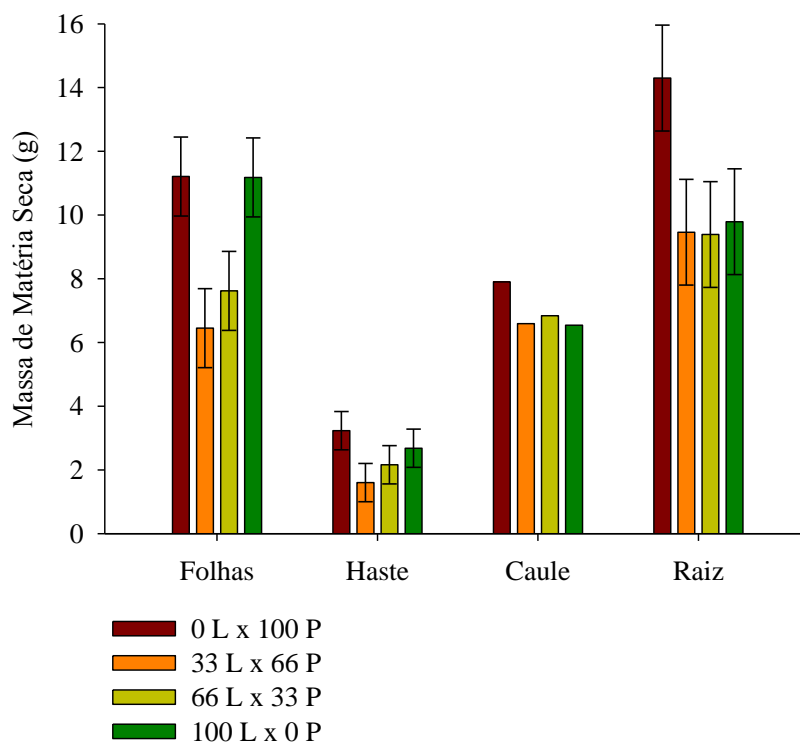 Massa de Matéria Seca (g)
16
14
12
10
8
6
4
2
0
Folhas Haste Caule Raiz
0 L x 100 P
33 L x 66 P
66 L x 33 P
100 L x 0 P